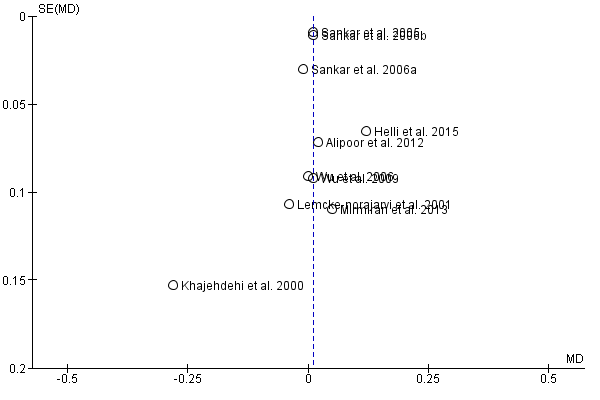 SE(MD)
0
Sankar et al. 2005
Sankar et al. 2006b
Sankar et al. 2006a
0.05
Helli et al. 2015
Alipoor et al. 2012
Wu et al. 2006
Wu et al. 2009
0.1
Lemcke-norajarvi et al. 2001
Mirmiran et al. 2013
0.15
Khajehdehi et al. 2000
0.2
MD
-0.5
-0.25
0
0.25
0.5